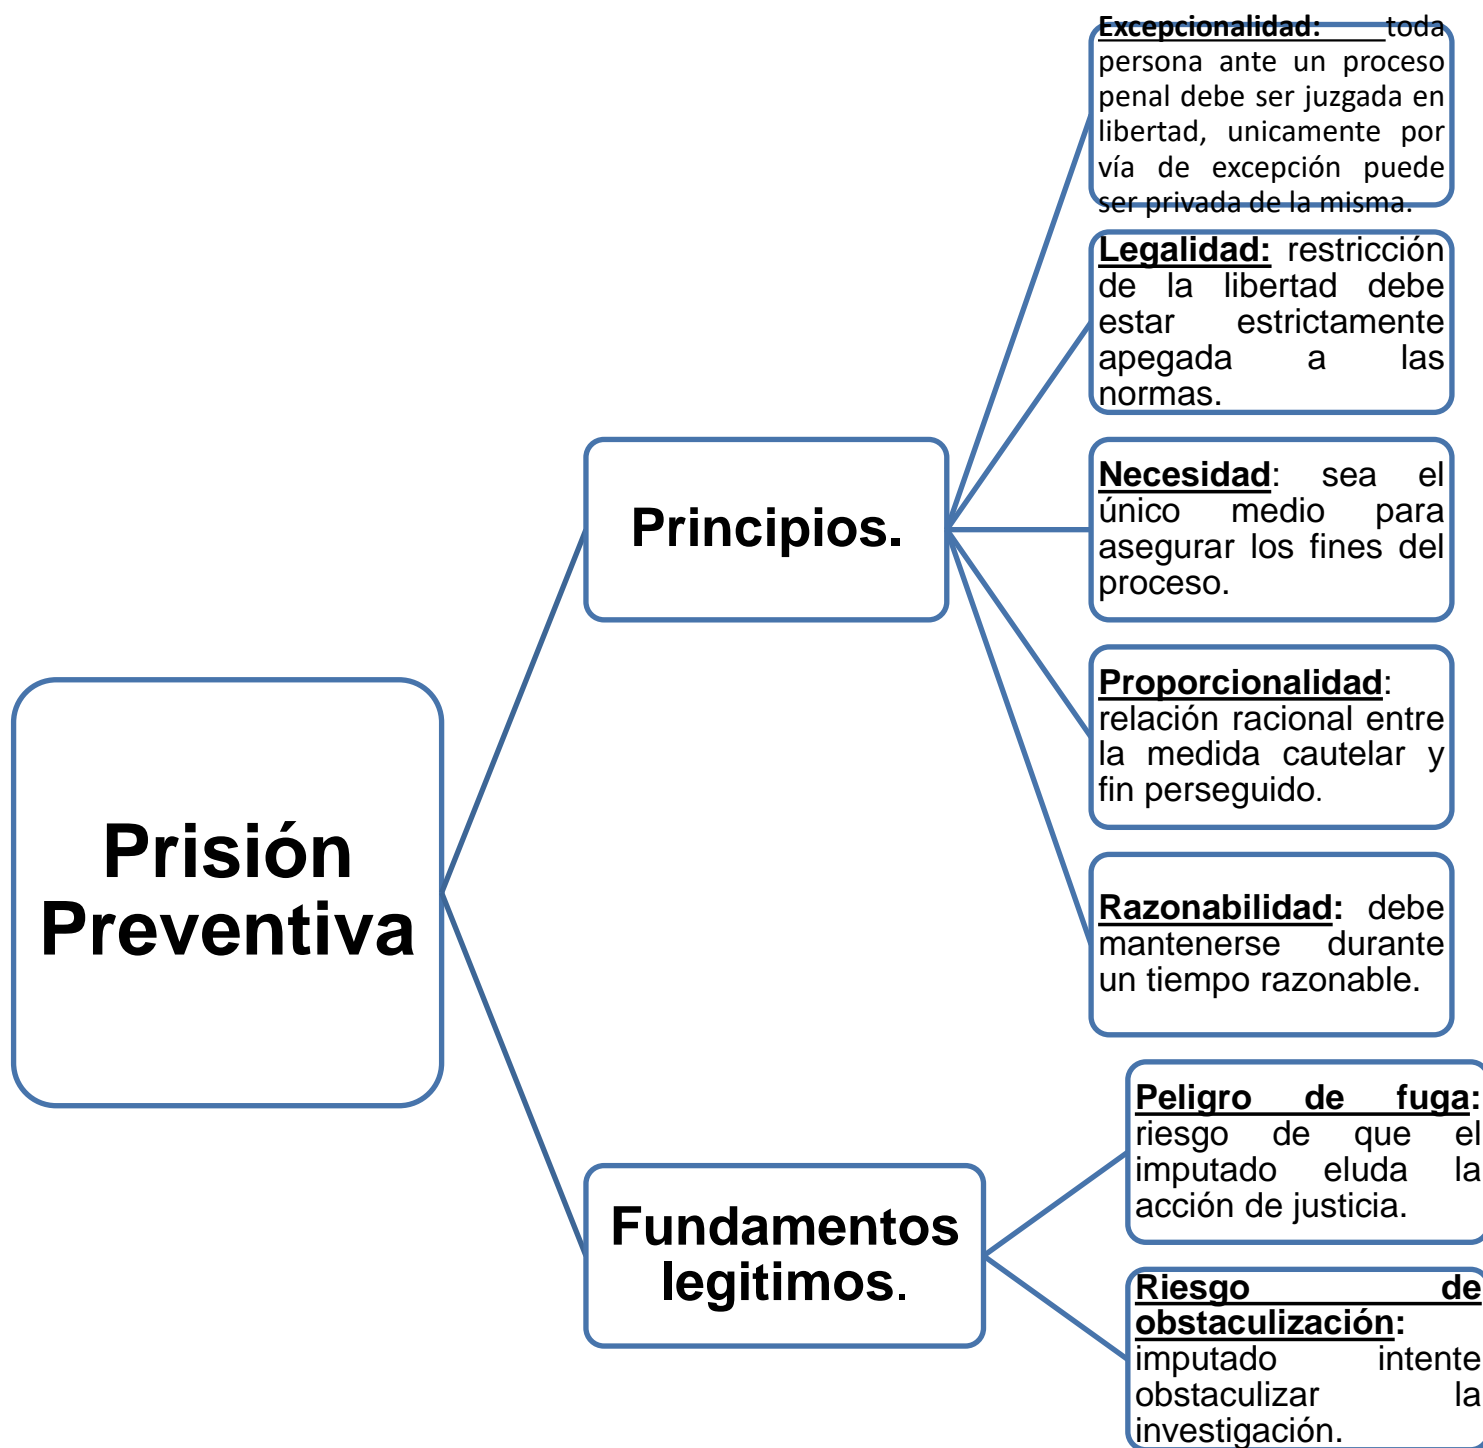 Prisión
Preventiva
Principios.
Excepcionalidad: toda
persona ante un proceso
penal debe ser juzgada en
libertad, unicamente por
vía de excepción puede
ser privada de la misma.
Legalidad: restricción
de la libertad debe
estar estrictamente
apegada a las
normas.
Necesidad: sea el
único medio para
asegurar los fines del
proceso.
Proporcionalidad:
relación racional entre
la medida cautelar y
fin perseguido.
Razonabilidad: debe
mantenerse durante
un tiempo razonable.
Fundamentos
legitimos.
Peligro de fuga:
riesgo de que el
imputado eluda la
acción de justicia.
Riesgo de
obstaculización:
imputado intente
obstaculizar la
investigación.